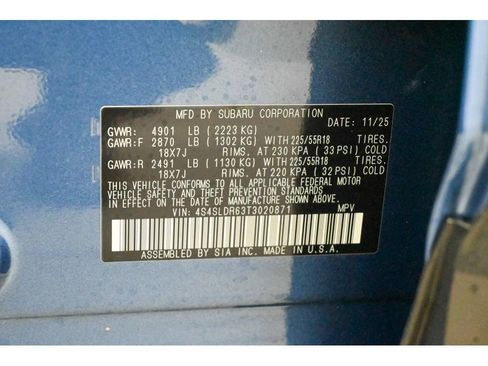 MFD BY SUBARU CORPORATION
DATE: 11/25
GVWR: 4901 LB (2223 KG)
GAWR:F 2870 LB (1302 KG) WITH 225/55R18 TIRES.
18X7J RIMS. AT 230 KPA (33 PSI) COLD
GAWR:R 2491 LB (1130 KG) WITH 225/55R18 TIRES.
18X7J RIMS. AT 220 KPA (32 PSI) COLD
THIS VEHICLE CONFORMS TO ALL APPLICABLE FEDERAL MOTOR
VEHICLE SAFETY AND THEFT PREVENTION STANDARDS
IN EFFECT ON THE DATE OF MANUFACTURE SHOWN ABOVE.
VIN: 4S4SLDR63T3020871 MPV
ASSEMBLED BY SIA INC. MADE IN U.S.A.